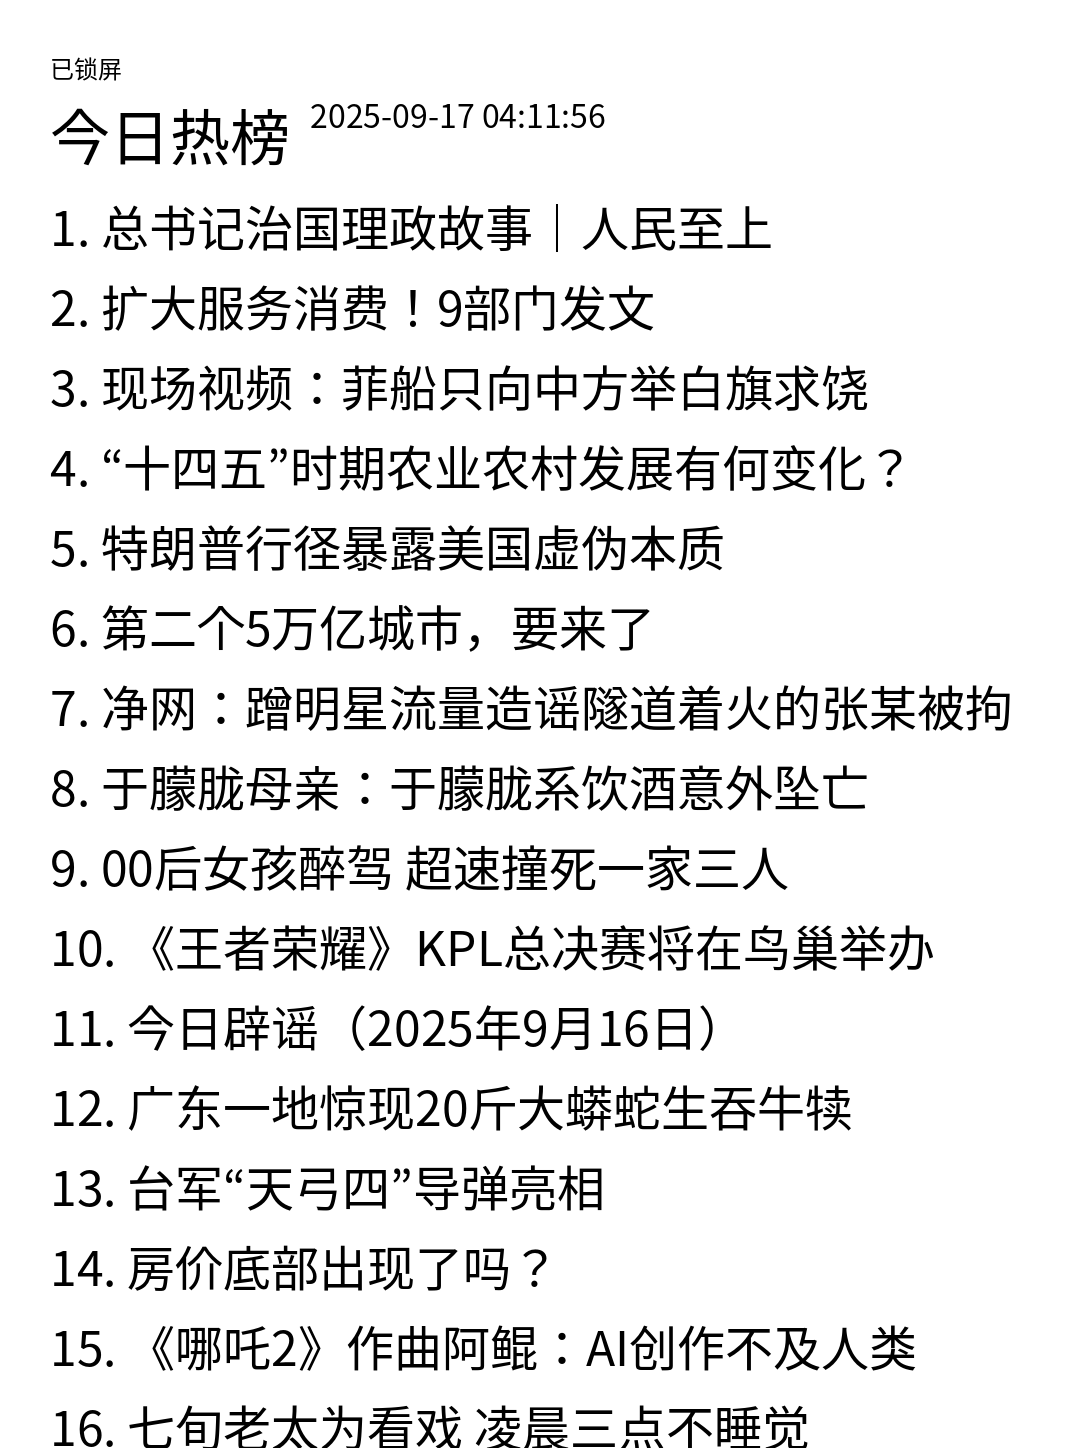 已锁屏
今日热榜 2025-09-17 04:11:56
1. 总书记治国理政故事｜人民至上
2. 扩大服务消费！9部门发文
3. 现场视频：菲船只向中方举白旗求饶
4. “十四五”时期农业农村发展有何变化？
5. 特朗普行径暴露美国虚伪本质
6. 第二个5万亿城市，要来了
7. 净网：蹭明星流量造谣隧道着火的张某被拘
8. 于朦胧母亲：于朦胧系饮酒意外坠亡
9. 00后女孩醉驾 超速撞死一家三人
10. 《王者荣耀》KPL总决赛将在鸟巢举办
11. 今日辟谣（2025年9月16日）
12. 广东一地惊现20斤大蟒蛇生吞牛犊
13. 台军“天弓四”导弹亮相
14. 房价底部出现了吗？
15. 《哪吒2》作曲阿鲲：AI创作不及人类
16. 七旬老太为看戏 凌晨三点不睡觉